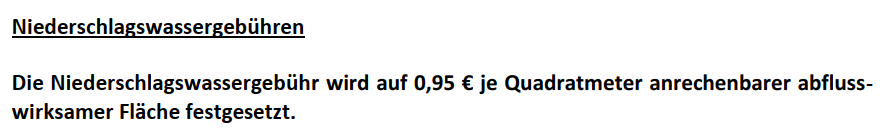 Niederschlagswassergebühren
Die Niederschlagswassergebühr wird auf 0,95 € je Quadratmeter anrechenbarer abfluss-
wirksamer Fläche festgesetzt.